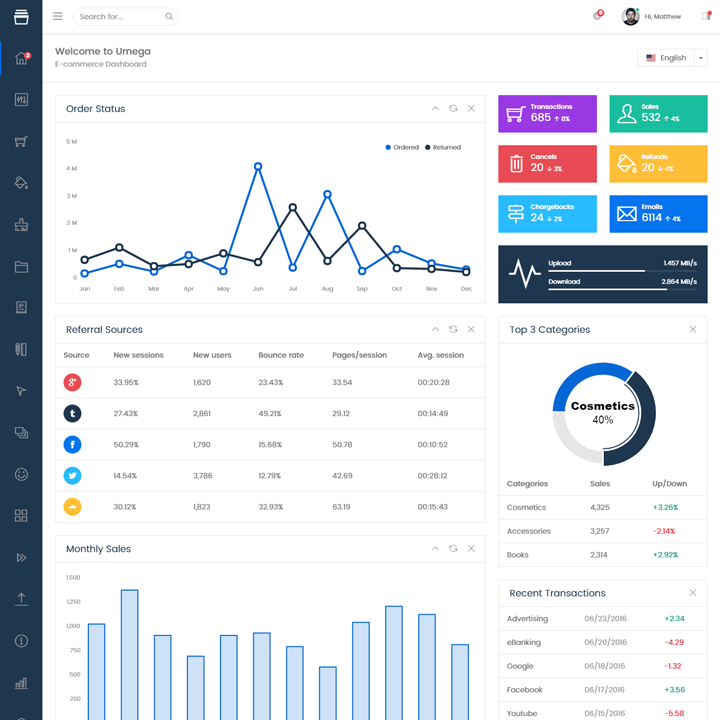 Search for...
8
Hi, Matthew
3
Welcome to Umega
E-commerce Dashboard
English
Order Status
5 M
4 M
3 M
2 M
1 M
0
Ordered Returned
Jan Feb Mar Apr May Jun Jul Aug Sep Oct Nov Dec
Transactions
685 ↑ 8%
Sales
532 ↑ 4%
Cancels
20 ↓ 3%
Refunds
20 ↓ 4%
Chargebacks
24 ↓ 2%
Emails
6114 ↑ 4%
Upload 1.457 MB/s
Download 2.864 MB/s
Referral Sources
Source New sessions New users Bounce rate Pages/session Avg. session
33.95% 1,620 23.43% 33.54 00:20:28
27.43% 2,861 49.21% 29.12 00:14:49
50.29% 1,790 15.68% 50.78 00:10:52
14.54% 3,786 12.79% 42.69 00:28:12
30.12% 1,823 32.93% 63.19 00:15:43
Top 3 Categories
Cosmetics
40%
Categories Sales Up/Down
Cosmetics 4,325 +3.26%
Accessories 3,257 -2.14%
Books 2,314 +2.92%
Monthly Sales
1,500
1,250
1,000
750
500
250
Recent Transactions
Advertising 06/23/2016 +2.34
eBanking 06/20/2016 -4.29
Google 06/18/2016 -1.32
Facebook 06/17/2016 +3.56
Youtube 06/15/2016 -5.58